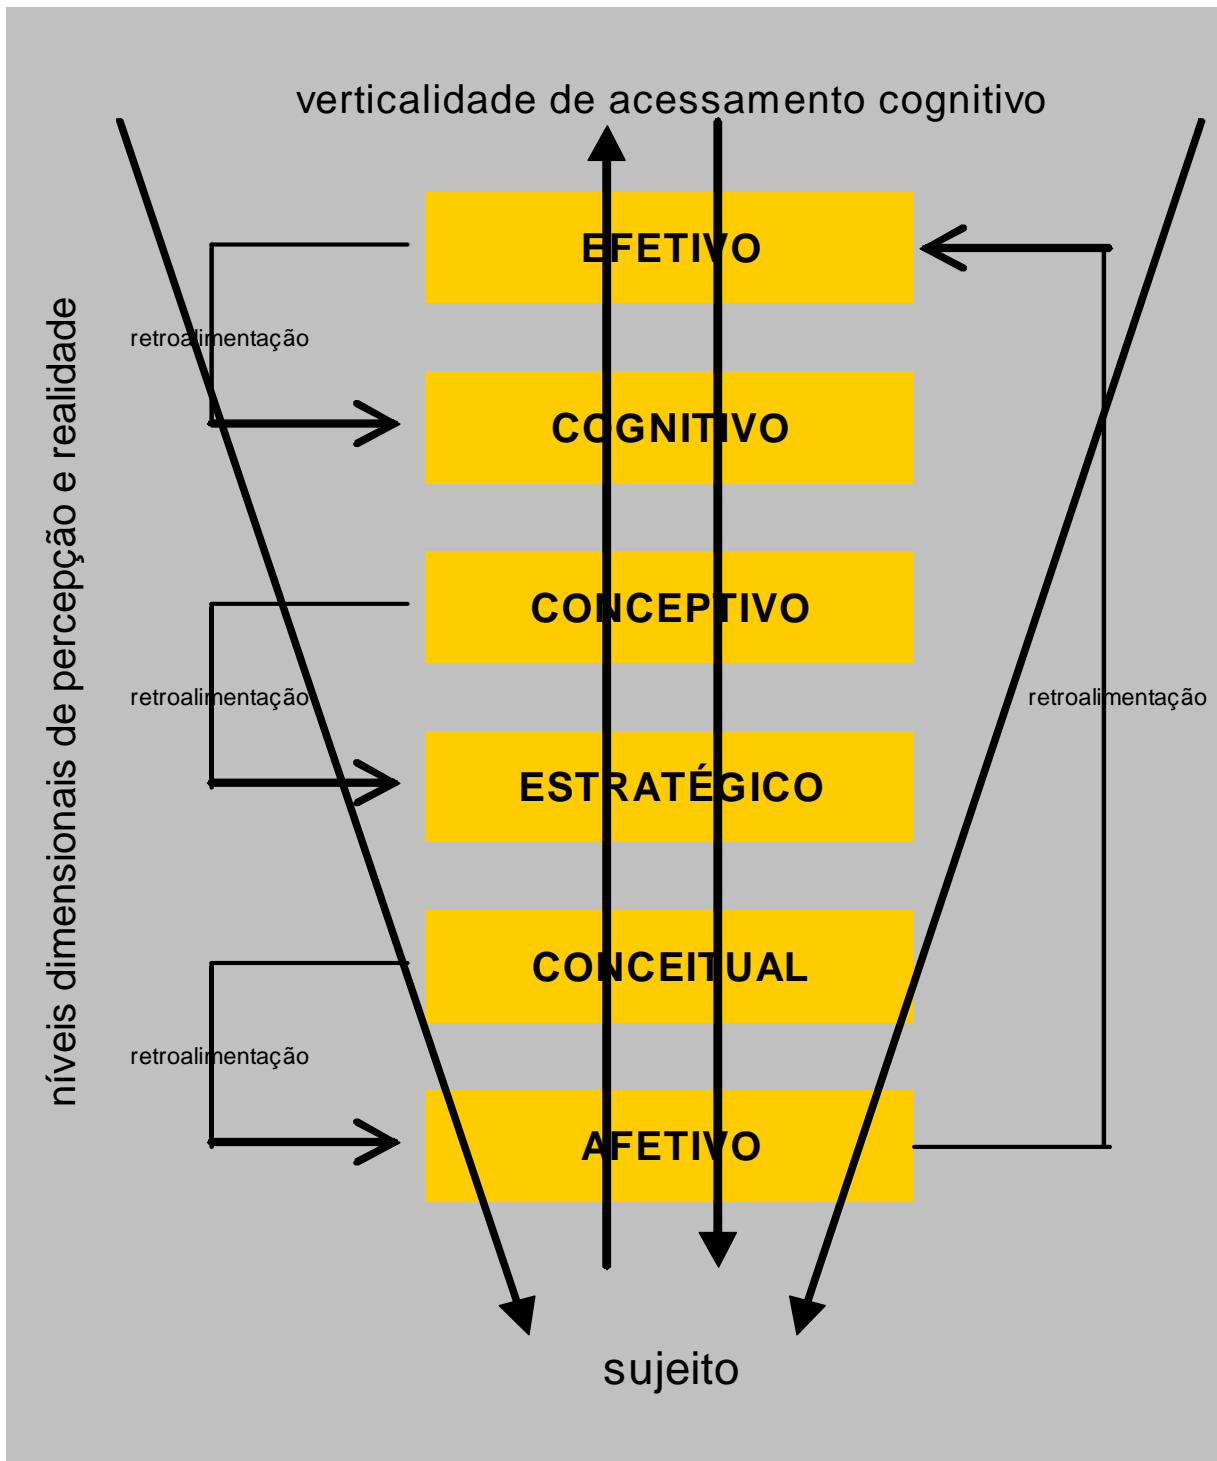 verticalidade de acessamento cognitivo
EFETIVO
retroalimentação
COGNITIVO
níveis dimensionais de percepção e realidade
CONCEPTIVO
retroalimentação
retroalimentação
ESTRATÉGICO
CONCEITUAL
retroalimentação
AFETIVO
sujeito